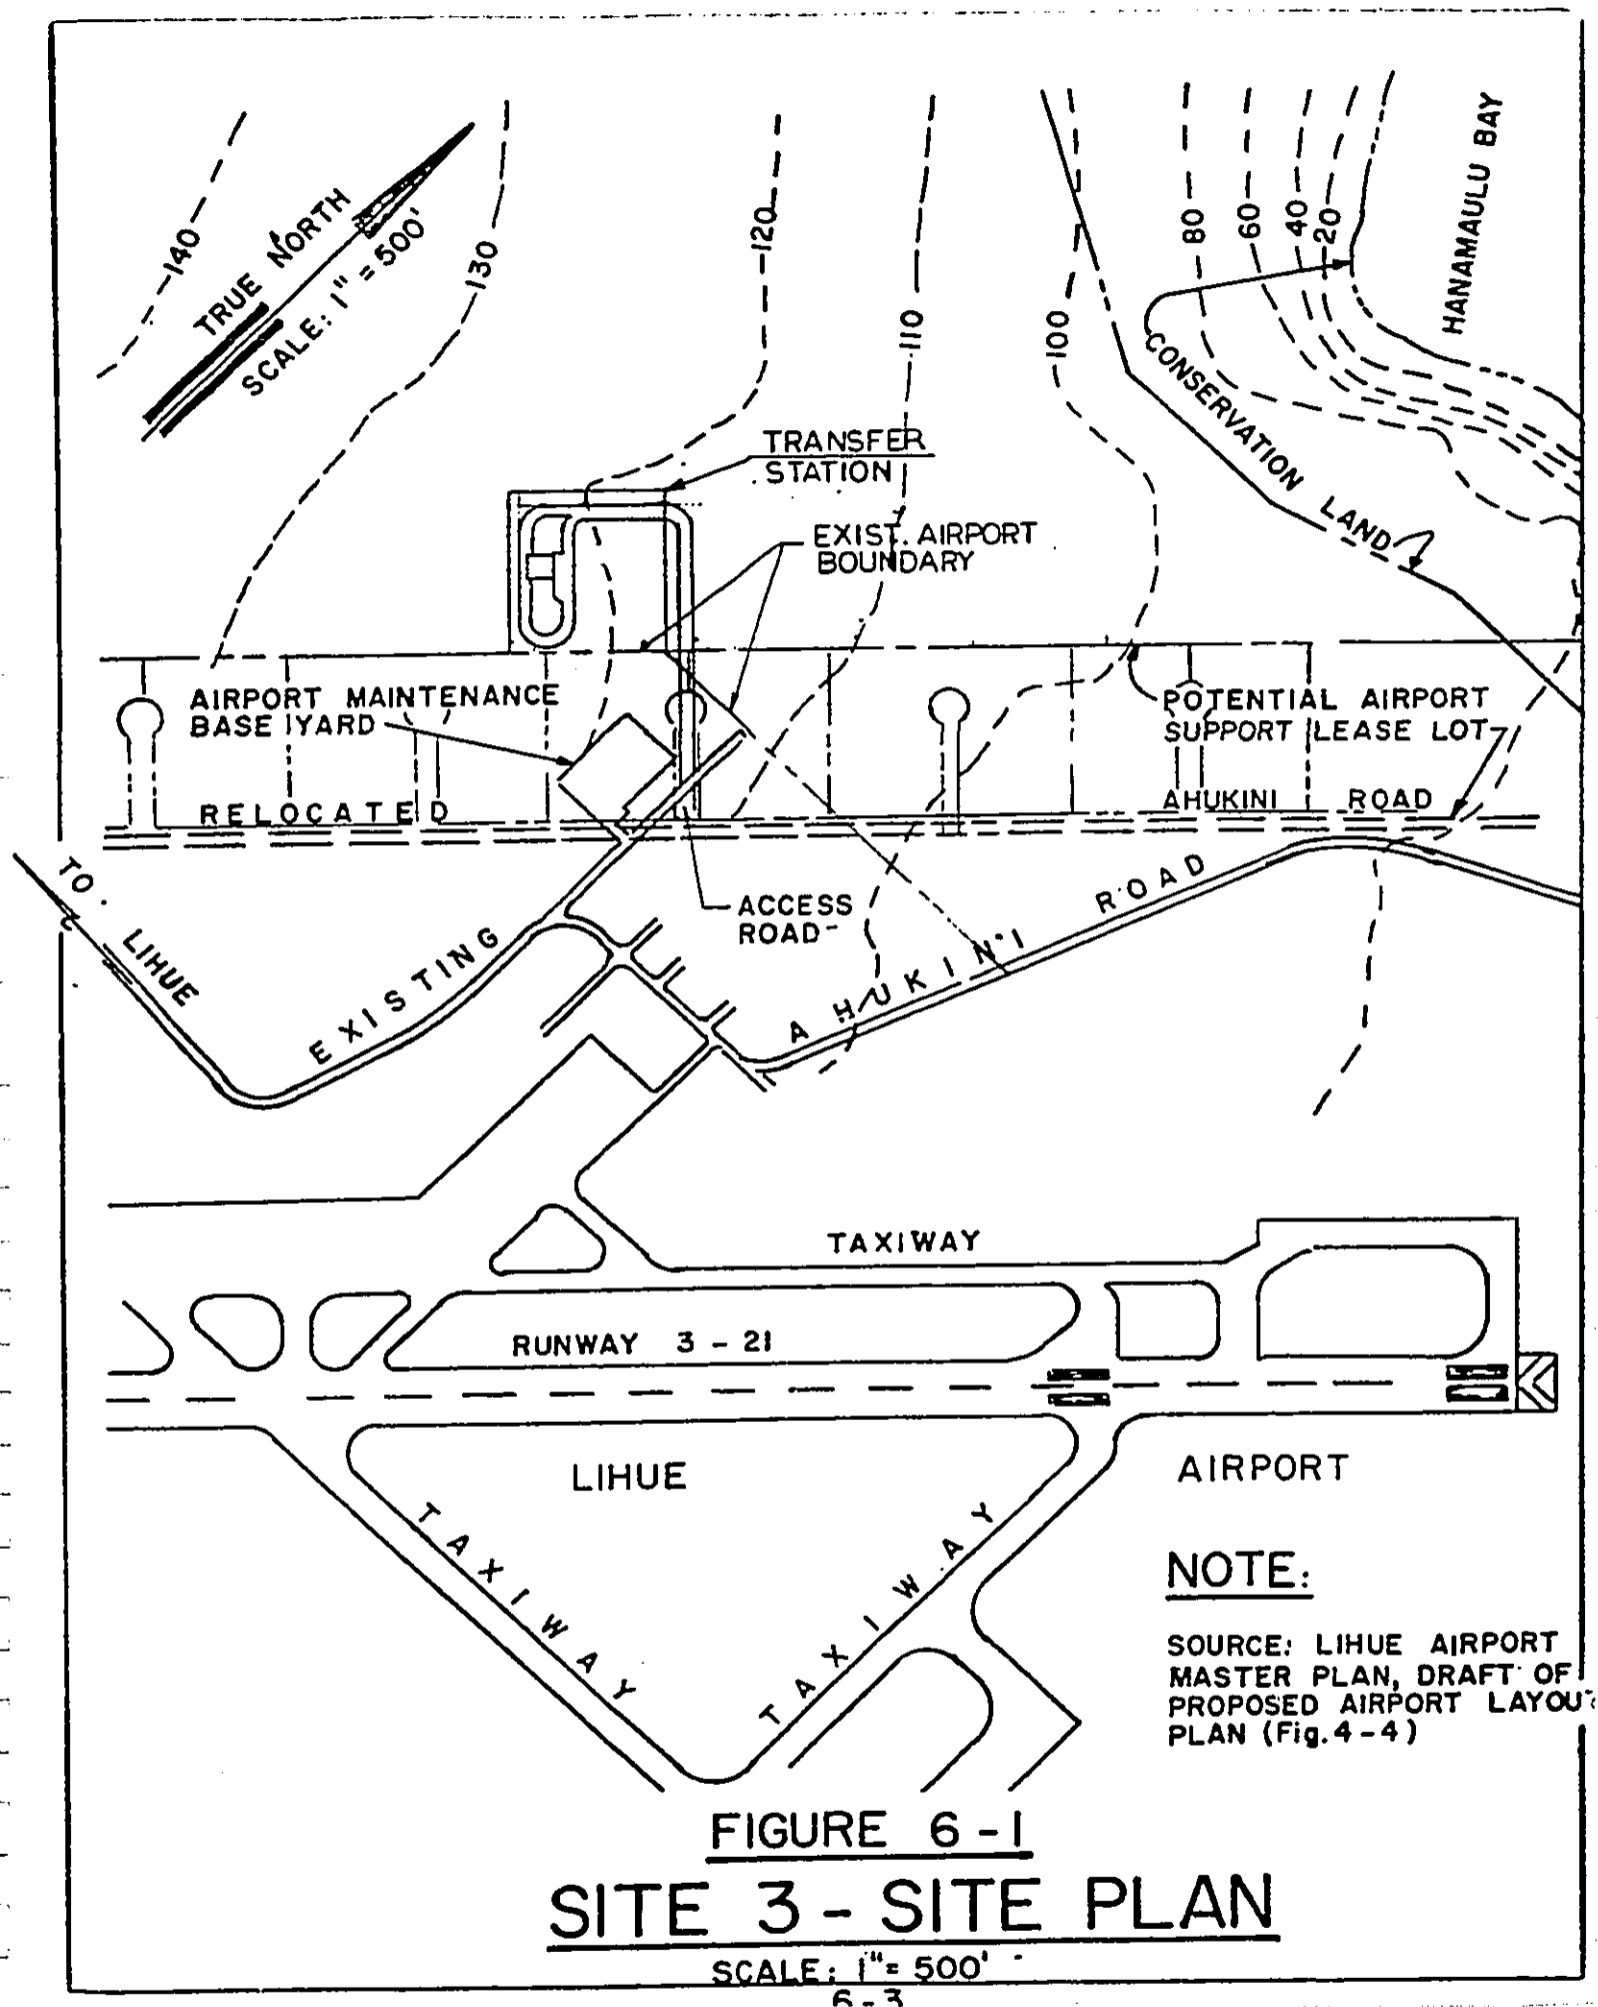 HANAMAULU BAY
140
TRUE NORTH
SCALE: 1" = 500'
130
120
110
100
80
60
40
20
CONSERVATION LAND
TRANSFER
STATION
EXIST. AIRPORT
BOUNDARY
AIRPORT MAINTENANCE
BASE YARD
POTENTIAL AIRPORT
SUPPORT LEASE LOT
RELOCATED AHUKINI ROAD
TO LIHUE
ACCESS
ROAD
EXISTING AHUKINI ROAD
TAXIWAY
RUNWAY 3 - 21
LIHUE AIRPORT
TAXIWAY
TAXIWAY
NOTE:
SOURCE: LIHUE AIRPORT
MASTER PLAN, DRAFT OF
PROPOSED AIRPORT LAYOUT
PLAN (Fig. 4-4)
FIGURE 6-1
SITE 3 - SITE PLAN
SCALE: 1" = 500'
6-3